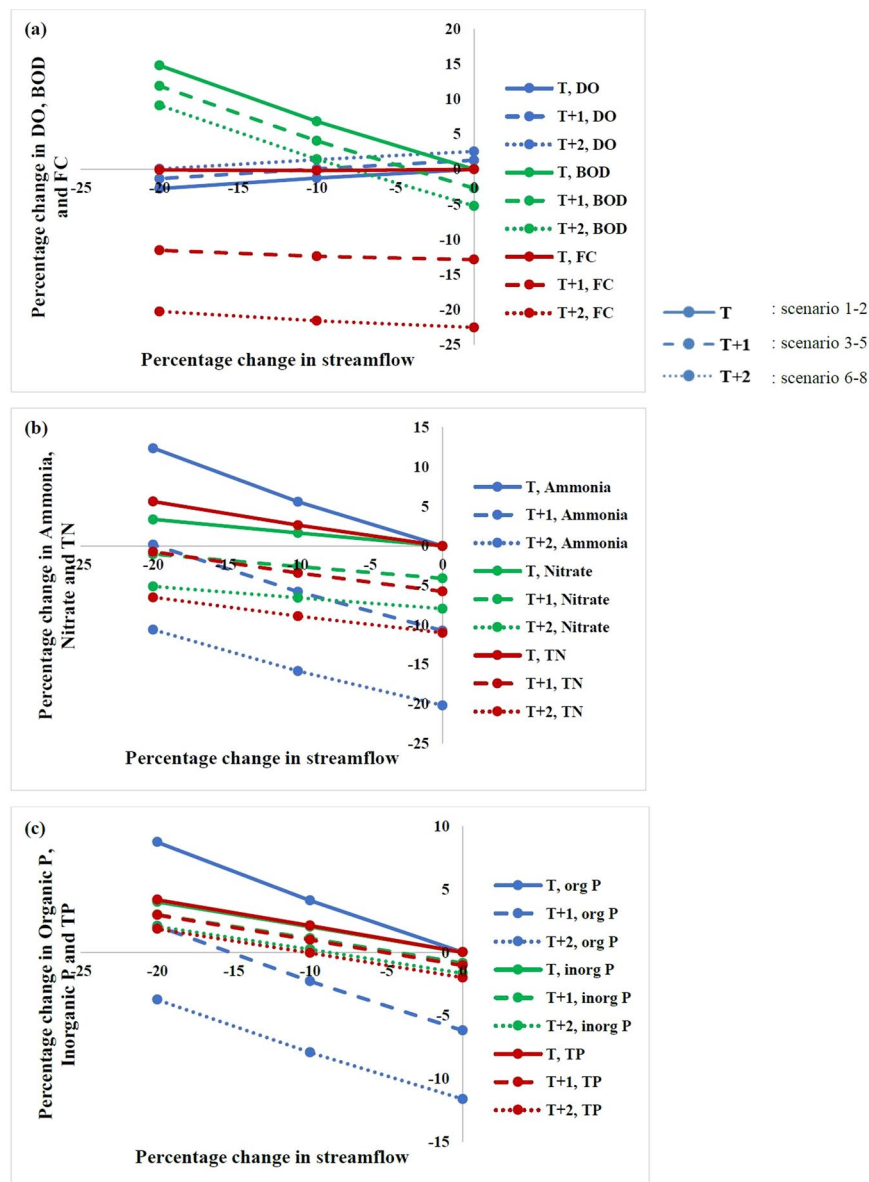 (a)
Percentage change in DO, BOD
and FC
20
15
10
5
0
-5
-10
-15
-20
-25
-25
-20
-15
-10
-5
0
T, DO
T+1, DO
T+2, DO
T, BOD
T+1, BOD
T+2, BOD
T, FC
T+1, FC
T+2, FC
Percentage change in streamflow
T : scenario 1-2
T+1 : scenario 3-5
T+2 : scenario 6-8
(b)
Percentage change in Ammonia,
Nitrate and TN
15
10
5
0
-5
-10
-15
-20
-25
-25
-20
-15
-10
-5
0
T, Ammonia
T+1, Ammonia
T+2, Ammonia
T, Nitrate
T+1, Nitrate
T+2, Nitrate
T, TN
T+1, TN
T+2, TN
Percentage change in streamflow
(c)
Percentage change in Organic P,
Inorganic P and TP
10
5
0
-5
-10
-15
-25
-20
-15
-10
-5
0
T, org P
T+1, org P
T+2, org P
T, inorg P
T+1, inorg P
T+2, inorg P
T, TP
T+1, TP
T+2, TP
Percentage change in streamflow